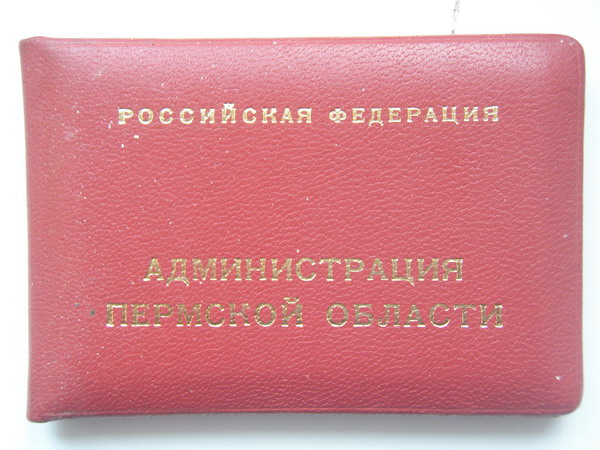 РОССИЙСКАЯ ФЕДЕРАЦИЯ
АДМИНИСТРАЦИЯ
ПЕРМСКОЙ ОБЛАСТИ